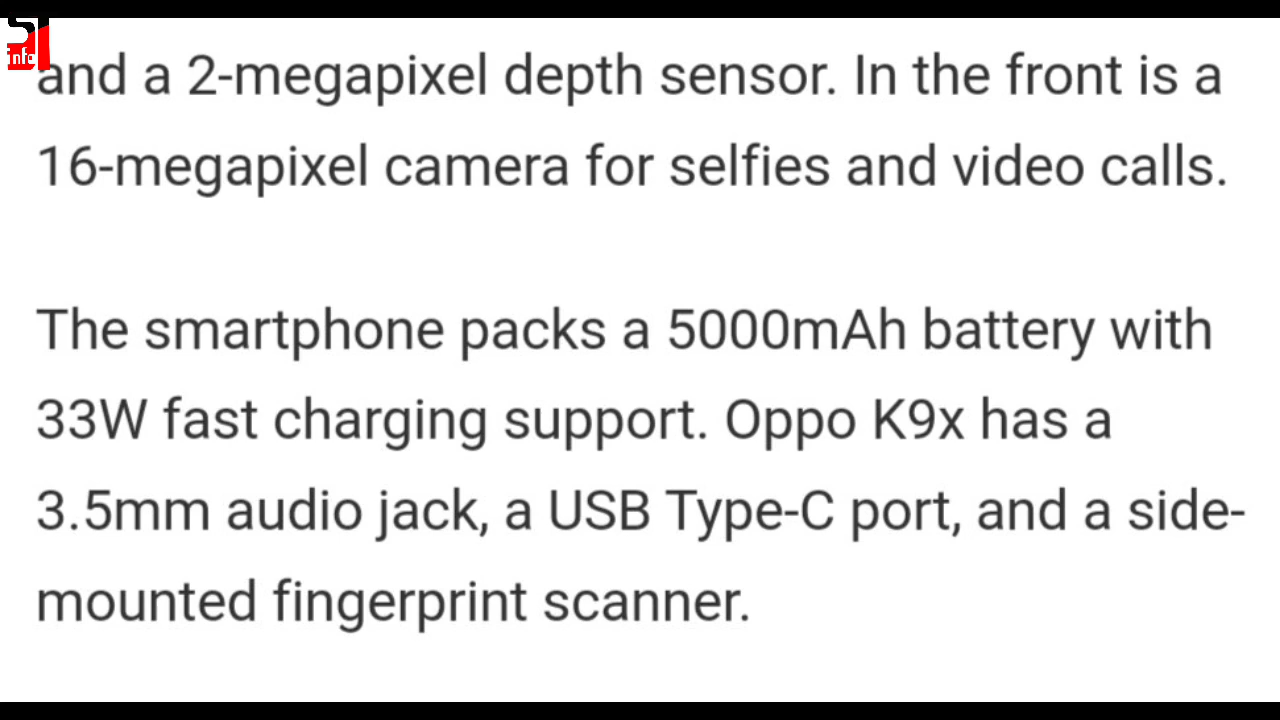 SI
info
and a 2-megapixel depth sensor. In the front is a
16-megapixel camera for selfies and video calls.
The smartphone packs a 5000mAh battery with
33W fast charging support. Oppo K9x has a
3.5mm audio jack, a USB Type-C port, and a side-
mounted fingerprint scanner.